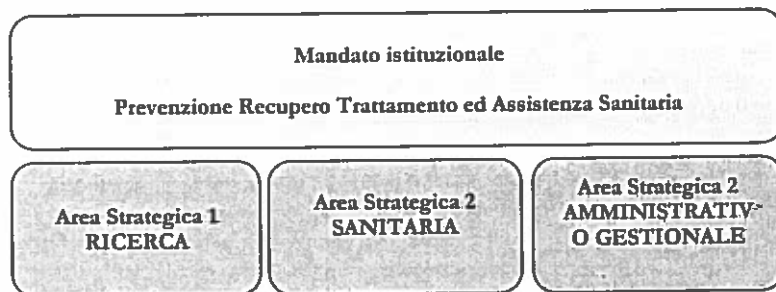 Mandato istituzionale
Prevenzione Recupero Trattamento ed Assistenza Sanitaria
Area Strategica 1
RICERCA
Area Strategica 2
SANITARIA
Area Strategica 2
AMMINISTRATIV-
O GESTIONALE